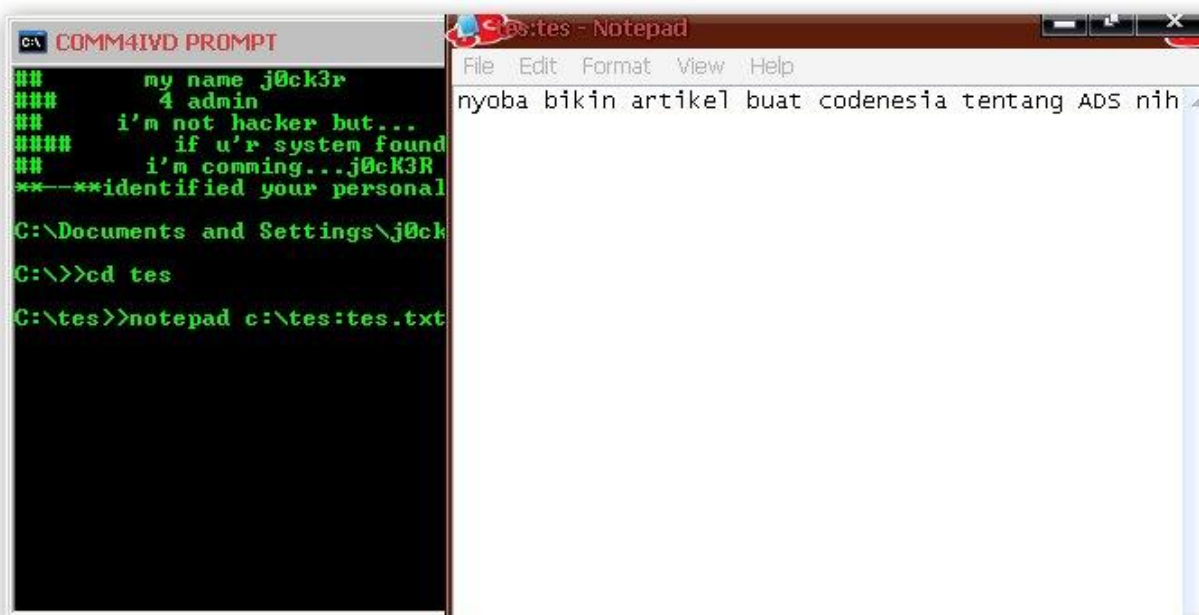 COMM4IVD PROMPT
## my name j0ck3r
### 4 admin
## i'm not hacker but...
#### if u'r system found
## i'm comming...j0cK3R
**--**identified your personal
C:\Documents and Settings\j0ck
C:\>>cd tes
C:\tes>>notepad c:\tes:tes.txt
tes:tes - Notepad
File Edit Format View Help
nyoba bikin artikel buat codenesia tentang ADS nih